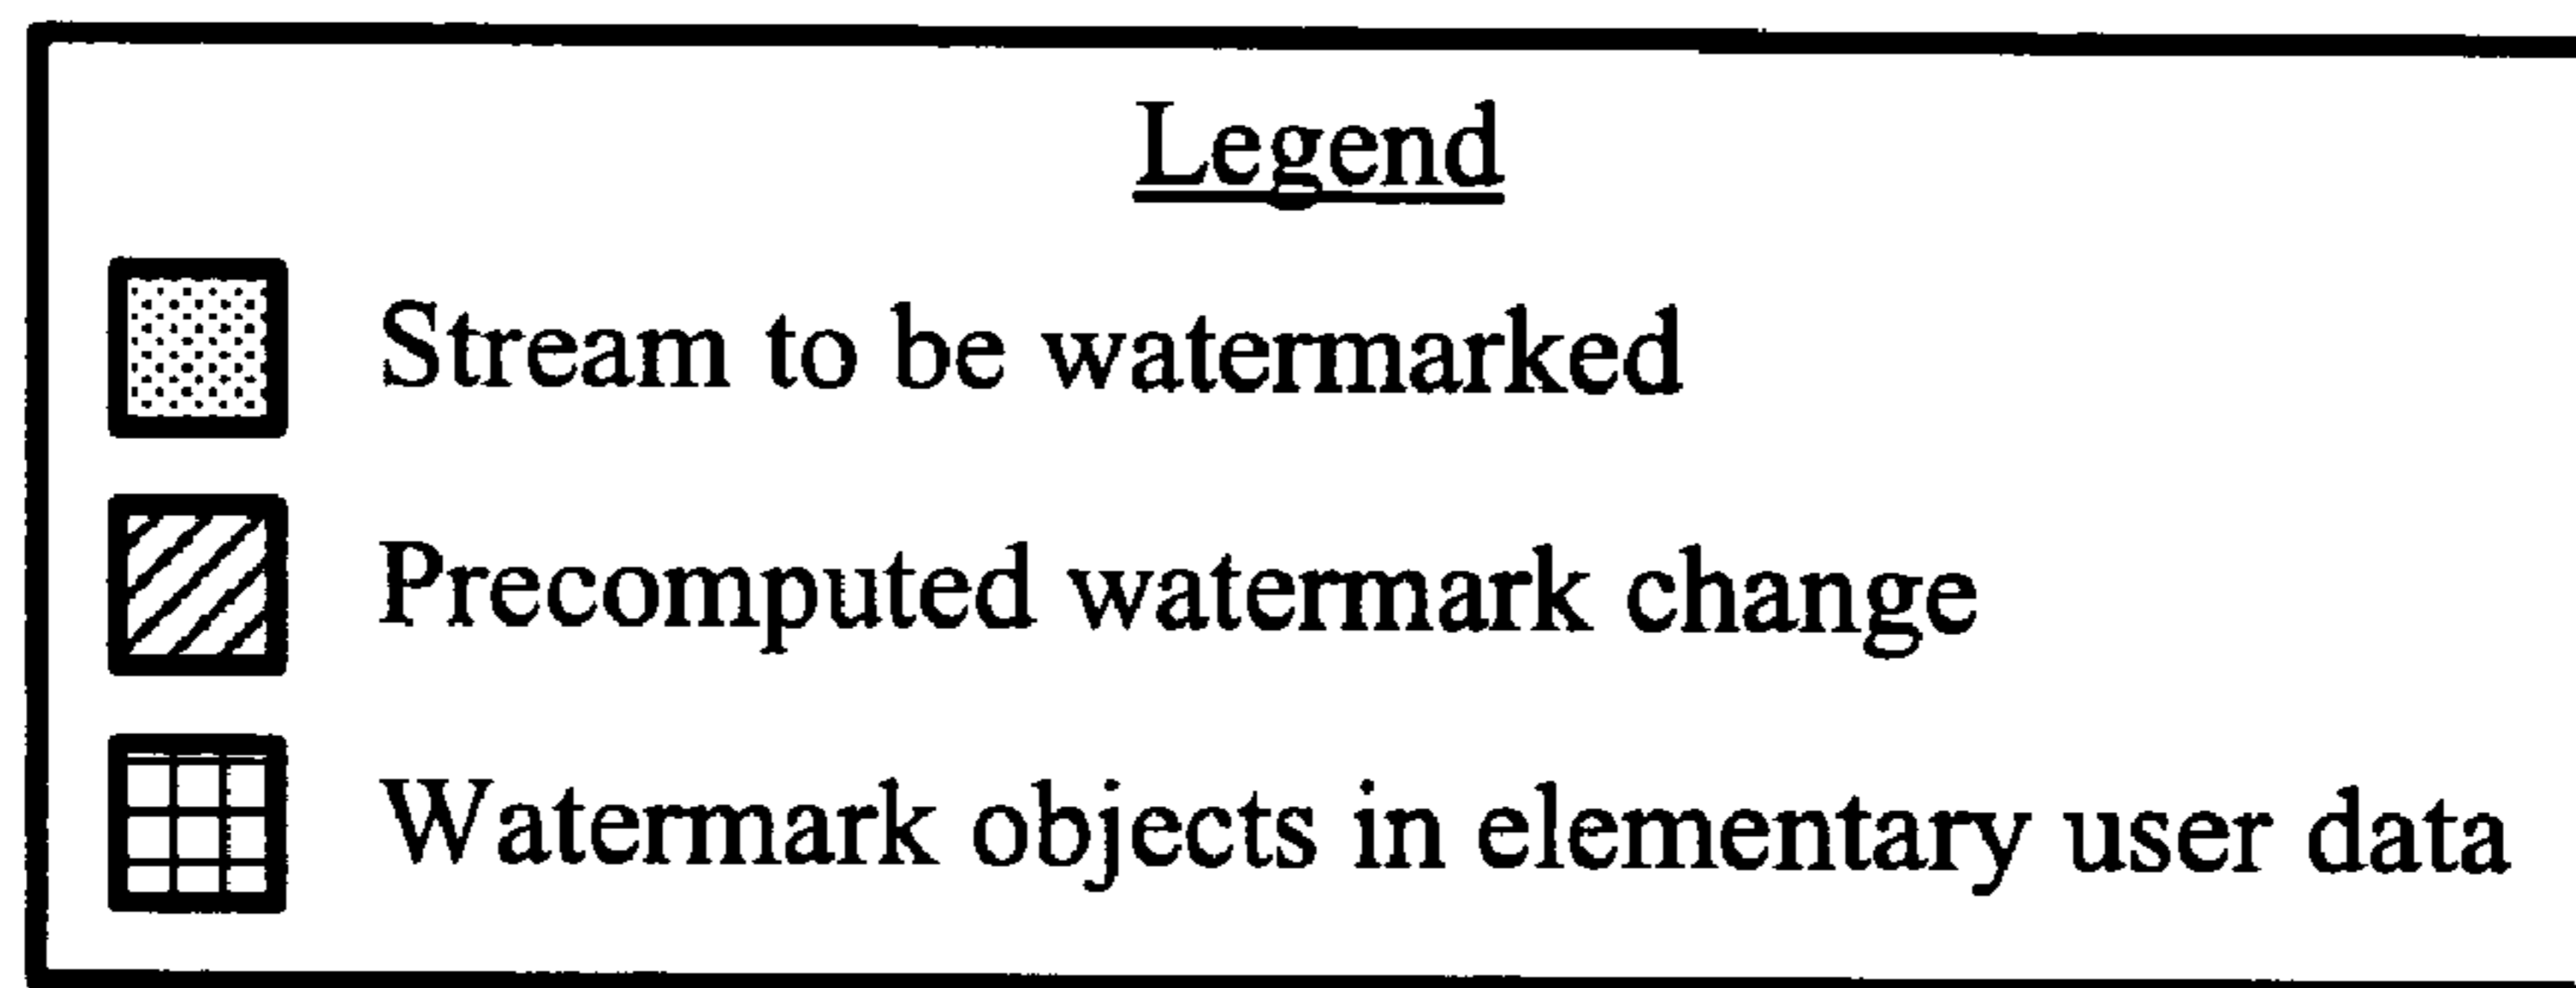 Legend
Stream to be watermarked
Precomputed watermark change
Watermark objects in elementary user data